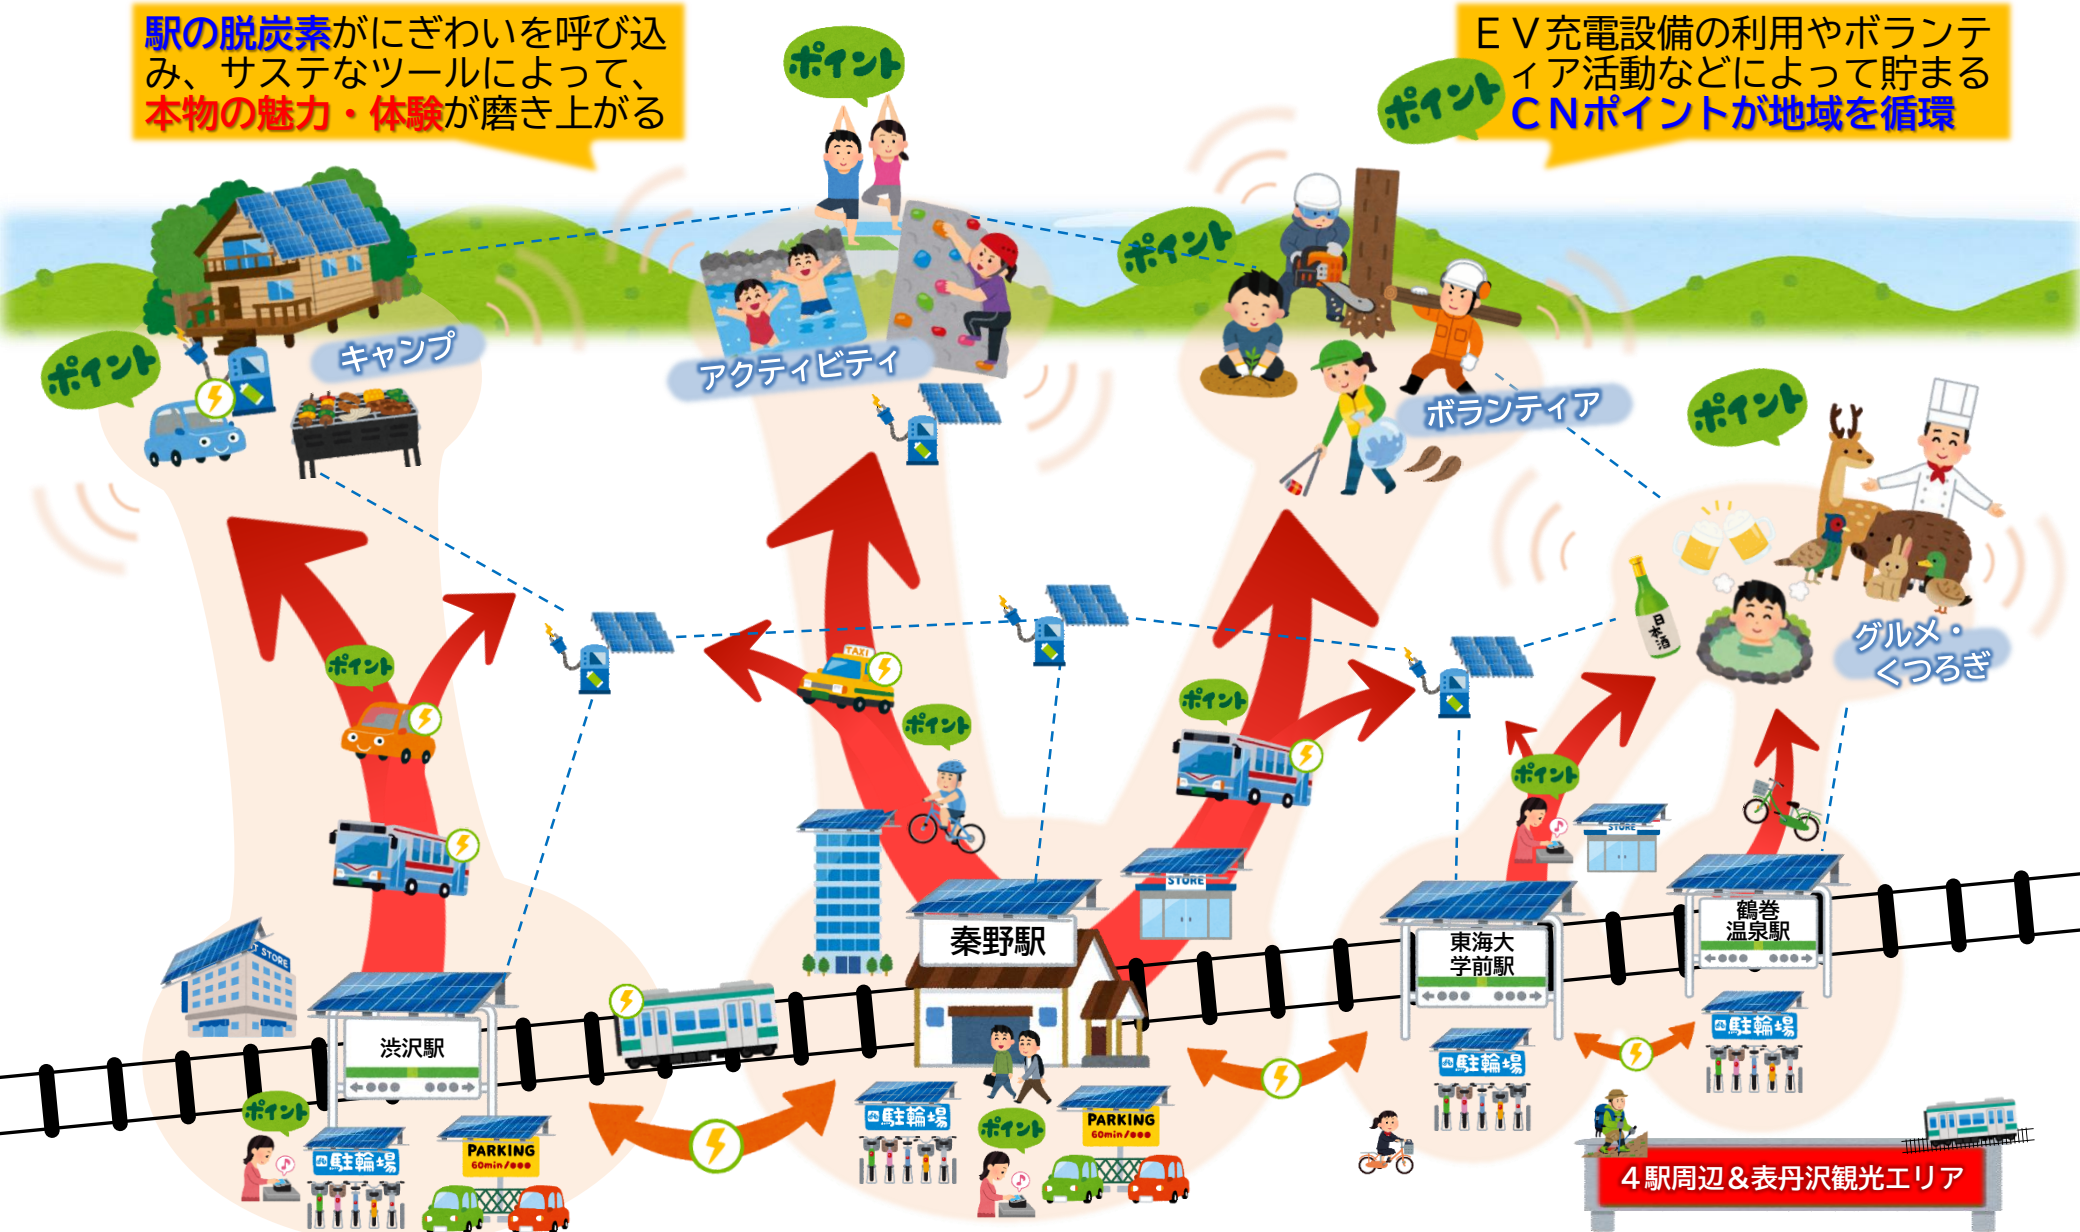 駅の脱炭素がにぎわいを呼び込
み、サステなツールによって、
本物の魅力・体験が磨き上がる
ポイント
ＥＶ充電設備の利用やボランテ
ィア活動などによって貯まる
ＣＮポイントが地域を循環
ポイント
ポイント
ポイント
キャンプ
アクティビティ
ボランティア
ポイント
日本酒
グルメ・
くつろぎ
ポイント
TAXI
ポイント
ポイント
ポイント
STORE
STORE
秦野駅
東海大
学前駅
鶴巻
温泉駅
T STORE
渋沢駅
駐輪場
駐輪場
駐輪場
駐輪場
ポイント
ポイント
PARKING
60min/●●●
PARKING
60min/●●●
４駅周辺＆表丹沢観光エリア